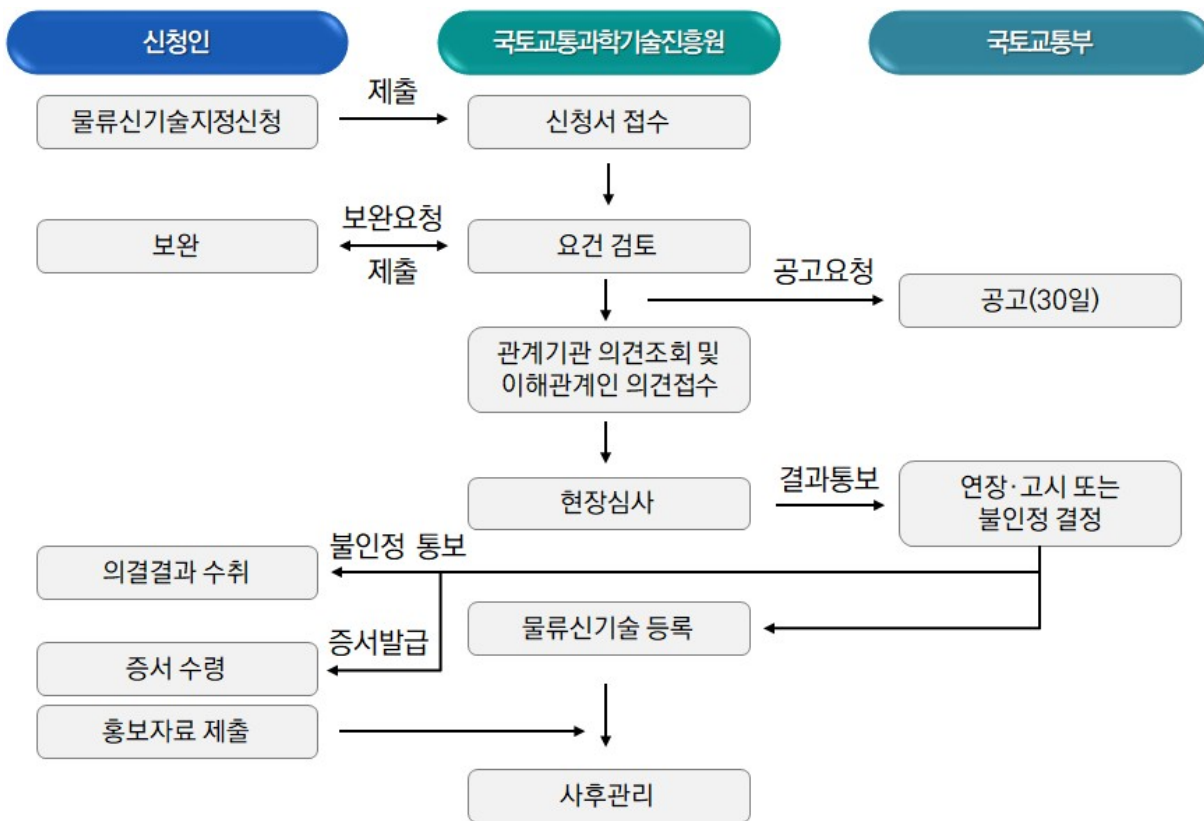 신청인
국토교통과학기술진흥원
국토교통부
물류신기술지정신청
제출
신청서 접수
보완
보완요청
제출
요건 검토
공고요청
공고(30일)
관계기관 의견조회 및
이해관계인 의견접수
현장심사
결과통보
연장·고시 또는
불인정 결정
불인정 통보
의결결과 수취
물류신기술 등록
증서발급
증서 수령
홍보자료 제출
사후관리